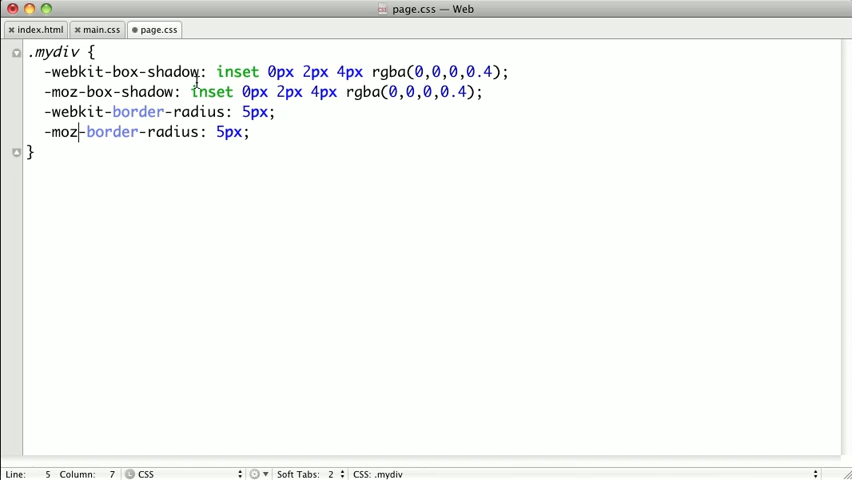 page.css — Web
index.html main.css page.css
.mydiv {
-webkit-box-shadow: inset 0px 2px 4px rgba(0,0,0,0.4);
-moz-box-shadow: inset 0px 2px 4px rgba(0,0,0,0.4);
-webkit-border-radius: 5px;
-moz-border-radius: 5px;
}
Line: 5 Column: 7 CSS Soft Tabs: 2 CSS: .mydiv